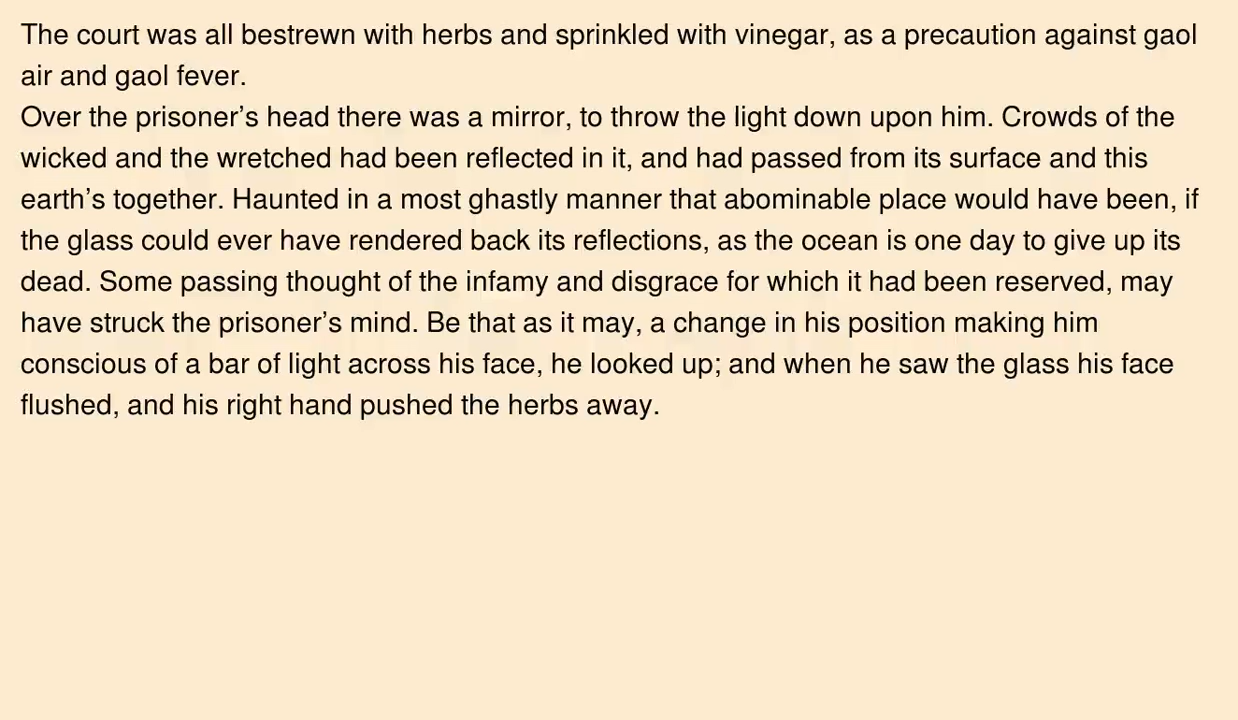 The court was all bestrewn with herbs and sprinkled with vinegar, as a precaution against gaol
air and gaol fever.
Over the prisoner’s head there was a mirror, to throw the light down upon him. Crowds of the
wicked and the wretched had been reflected in it, and had passed from its surface and this
earth’s together. Haunted in a most ghastly manner that abominable place would have been, if
the glass could ever have rendered back its reflections, as the ocean is one day to give up its
dead. Some passing thought of the infamy and disgrace for which it had been reserved, may
have struck the prisoner’s mind. Be that as it may, a change in his position making him
conscious of a bar of light across his face, he looked up; and when he saw the glass his face
flushed, and his right hand pushed the herbs away.